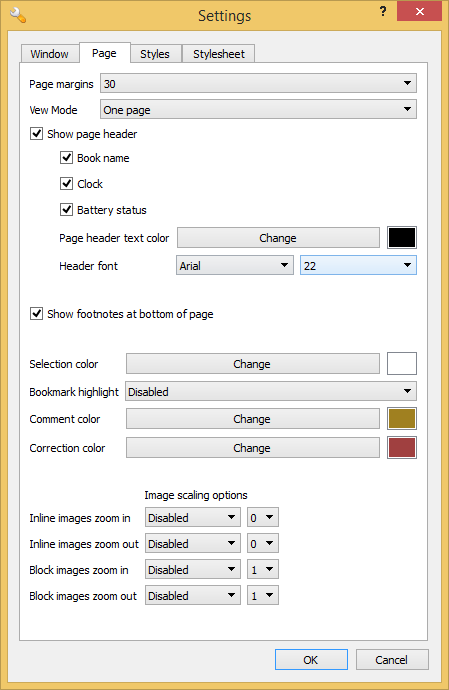 Settings
?
Window Page Styles Stylesheet
Page margins 30
Vew Mode One page
Show page header
Book name
Clock
Battery status
Page header text color Change
Header font Arial 22
Show footnotes at bottom of page
Selection color Change
Bookmark highlight Disabled
Comment color Change
Correction color Change
Image scaling options
Inline images zoom in Disabled 0
Inline images zoom out Disabled 0
Block images zoom in Disabled 1
Block images zoom out Disabled 1
OK Cancel